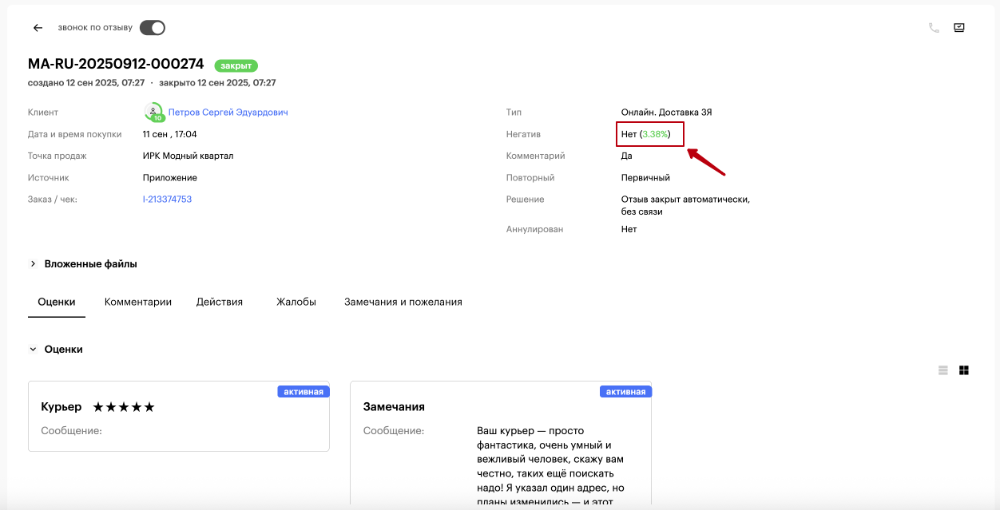 звонок по отзыву
MA-RU-20250912-000274 закрыт
создано 12 сен 2025, 07:27 · закрыто 12 сен 2025, 07:27
Клиент 10 Петров Сергей Эдуардович
Дата и время покупки 11 сен , 17:04
Точка продаж ИРК Модный квартал
Источник Приложение
Заказ / чек: I-213374753
Тип Онлайн. Доставка ЗЯ
Негатив Нет (3.38%)
Комментарий Да
Повторный Первичный
Решение Отзыв закрыт автоматически,
без связи
Аннулирован Нет
Вложенные файлы
Оценки Комментарии Действия Жалобы Замечания и пожелания
Оценки
активная
Курьер ★★★★★
Сообщение:
активная
Замечания
Сообщение: Ваш курьер — просто
фантастика, очень умный и
вежливый человек, скажу вам
честно, таких ещё поискать
надо! Я указал один адрес, но
планы изменились — и этот